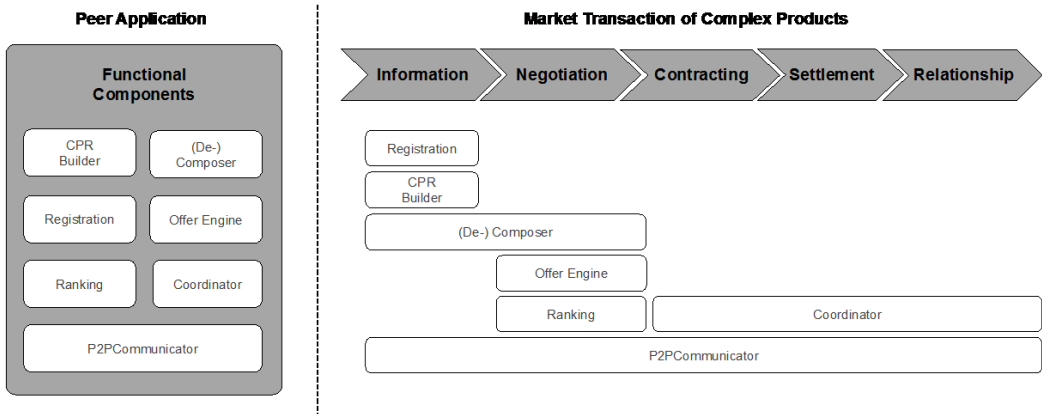 Peer Application
Functional
Components
CPR
Builder
(De-)
Composer
Registration
Offer Engine
Ranking
Coordinator
P2PCommunicator
Market Transaction of Complex Products
Information
Negotiation
Contracting
Settlement
Relationship
Registration
CPR
Builder
(De-) Composer
Offer Engine
Ranking
Coordinator
P2PCommunicator